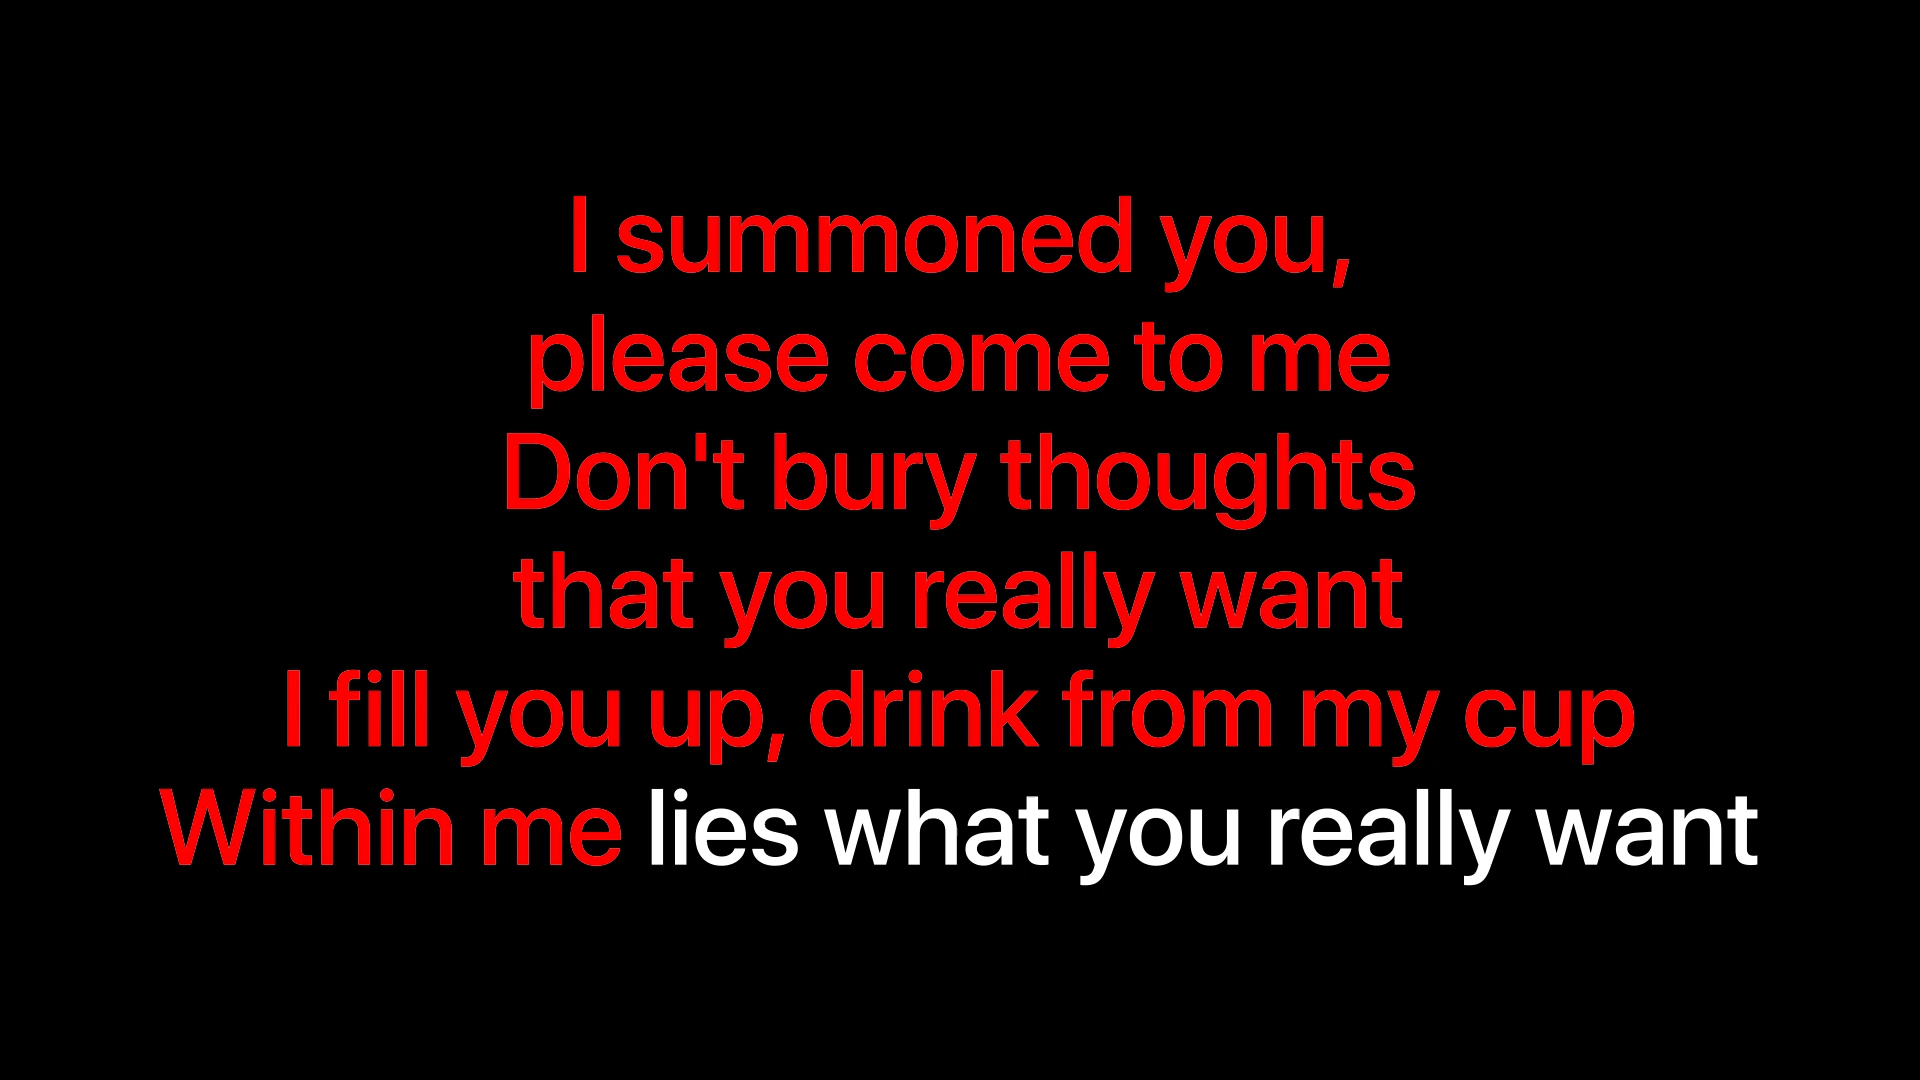 I summoned you,
please come to me
Don't bury thoughts
that you really want
I fill you up, drink from my cup
Within me lies what you really want